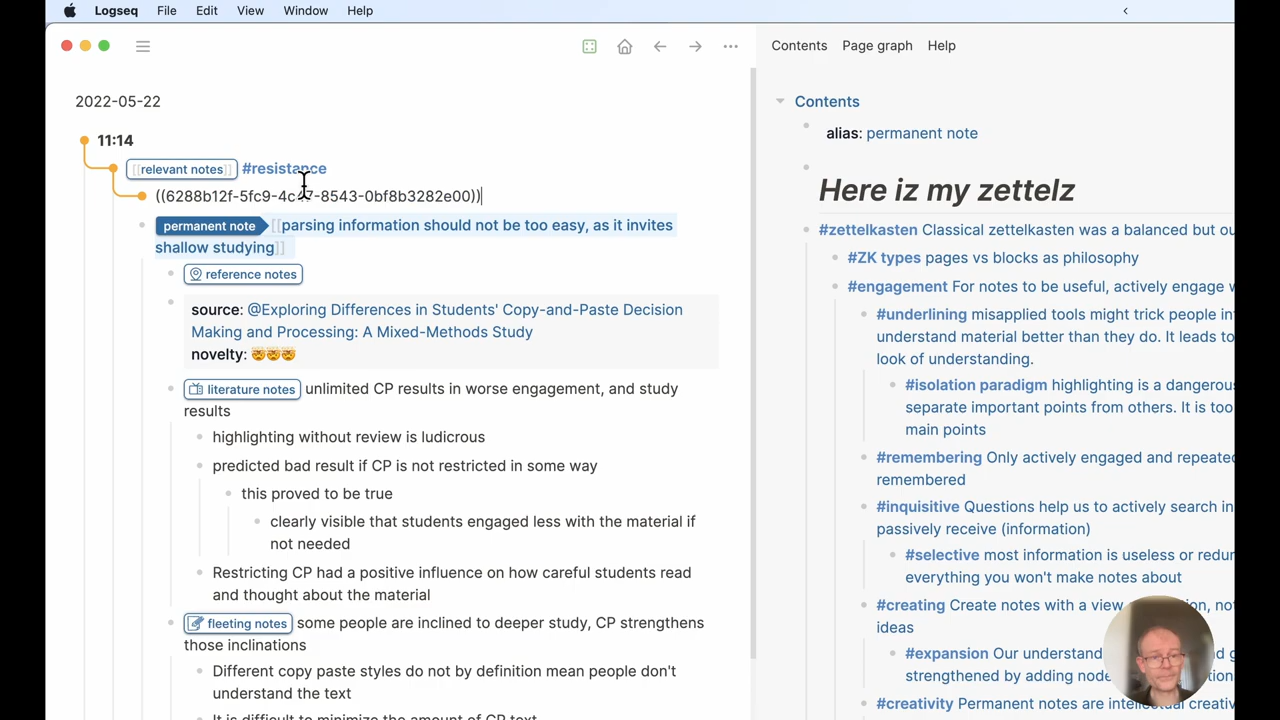 Logseq File Edit View Window Help
Contents Page graph Help
2022-05-22
11:14
[[relevant notes]] #resistance
((6288b12f-5fc9-4c47-8543-0bf8b3282e00))
permanent note [[parsing information should not be too easy, as it invites
shallow studying]]
reference notes
source: @Exploring Differences in Students' Copy-and-Paste Decision
Making and Processing: A Mixed-Methods Study
novelty: 🤯🤯🤯
literature notes unlimited CP results in worse engagement, and study
results
highlighting without review is ludicrous
predicted bad result if CP is not restricted in some way
this proved to be true
clearly visible that students engaged less with the material if
not needed
Restricting CP had a positive influence on how careful students read
and thought about the material
fleeting notes some people are inclined to deeper study, CP strengthens
those inclinations
Different copy paste styles do not by definition mean people don't
understand the text
It is difficult to minimize the amount of CP text
Contents
alias: permanent note
Here iz my zettelz
#zettelkasten Classical zettelkasten was a balanced but
#ZK types pages vs blocks as philosophy
#engagement For notes to be useful, actively engage
#underlining misapplied tools might trick people
understand material better than they do. It leads to
look of understanding.
#isolation paradigm highlighting is a
separate important points from others. It is too
main points
#remembering Only actively engaged and
remembered
#inquisitive Questions help us to actively search
passively receive (information)
#selective most information is useless or
everything you won't make notes about
#creating Create notes with a view
ideas
#expansion Our
strengthened by adding
#creativity Permanent notes are